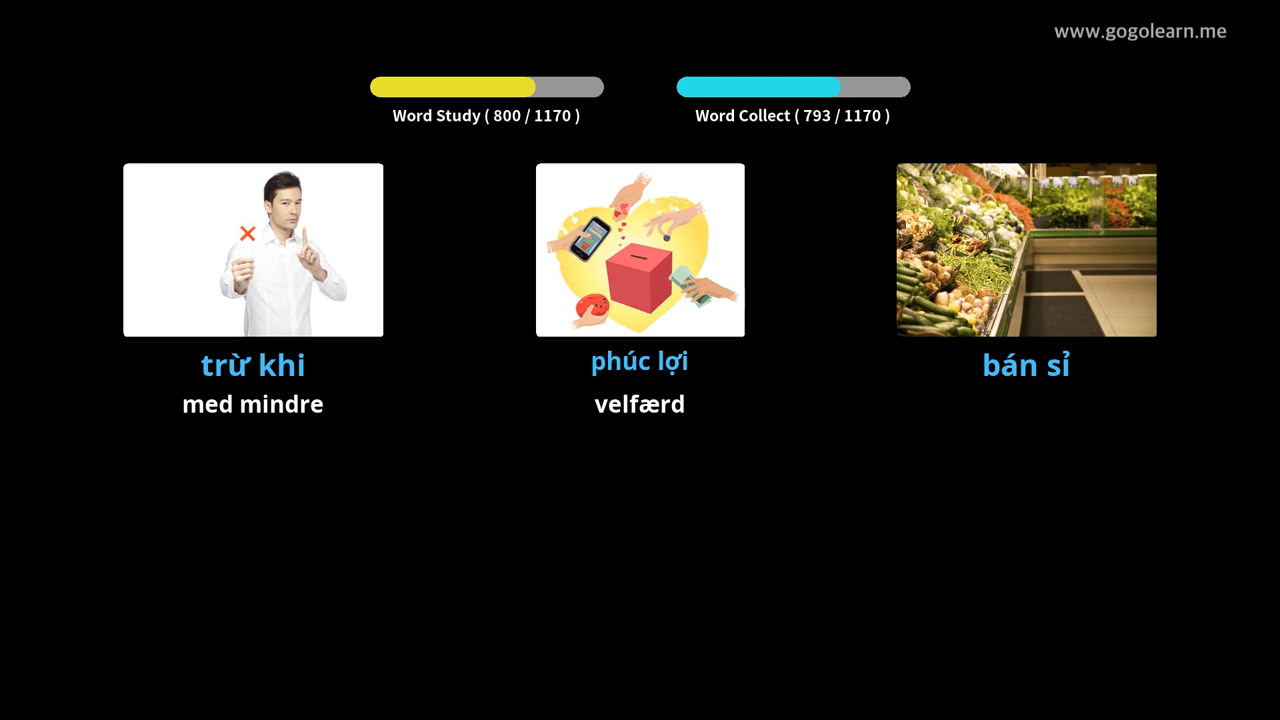 www.gogolearn.me
Word Study ( 800 / 1170 )
Word Collect ( 793 / 1170 )
trừ khi
med mindre
phúc lợi
velfærd
bán sỉ